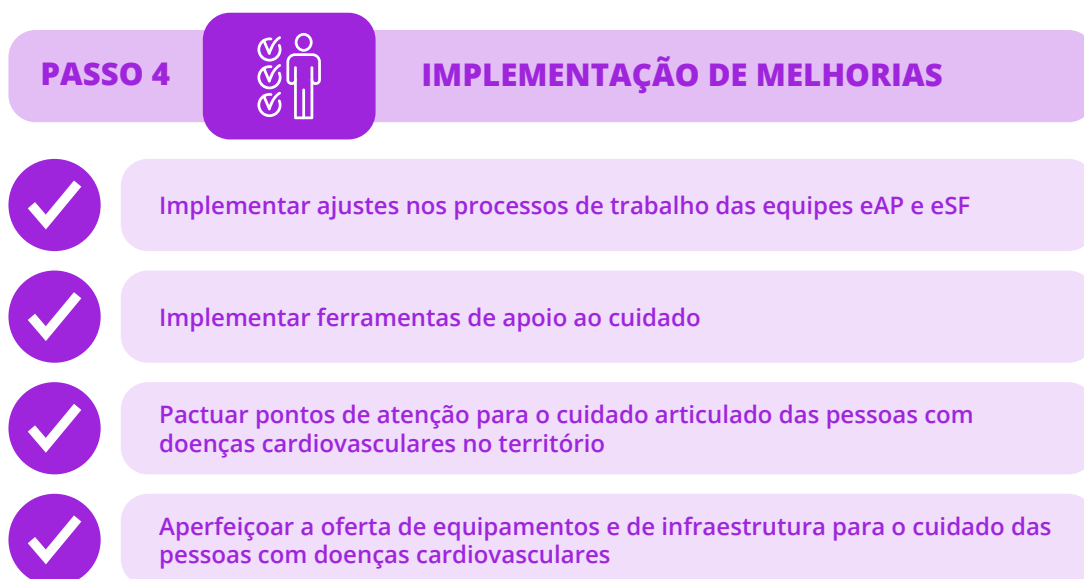 PASSO 4
IMPLEMENTAÇÃO DE MELHORIAS
Implementar ajustes nos processos de trabalho das equipes eAP e eSF
Implementar ferramentas de apoio ao cuidado
Pactuar pontos de atenção para o cuidado articulado das pessoas com
doenças cardiovasculares no território
Aperfeiçoar a oferta de equipamentos e de infraestrutura para o cuidado das
pessoas com doenças cardiovasculares